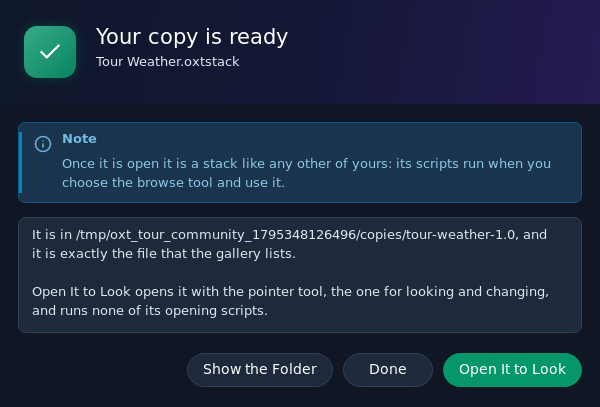 Your copy is ready
Tour Weather.oxtstack
Note
Once it is open it is a stack like any other of yours: its scripts run when you
choose the browse tool and use it.
It is in /tmp/oxt_tour_community_1795348126496/copies/tour-weather-1.0, and
it is exactly the file that the gallery lists.
Open It to Look opens it with the pointer tool, the one for looking and changing,
and runs none of its opening scripts.
Show the Folder
Done
Open It to Look